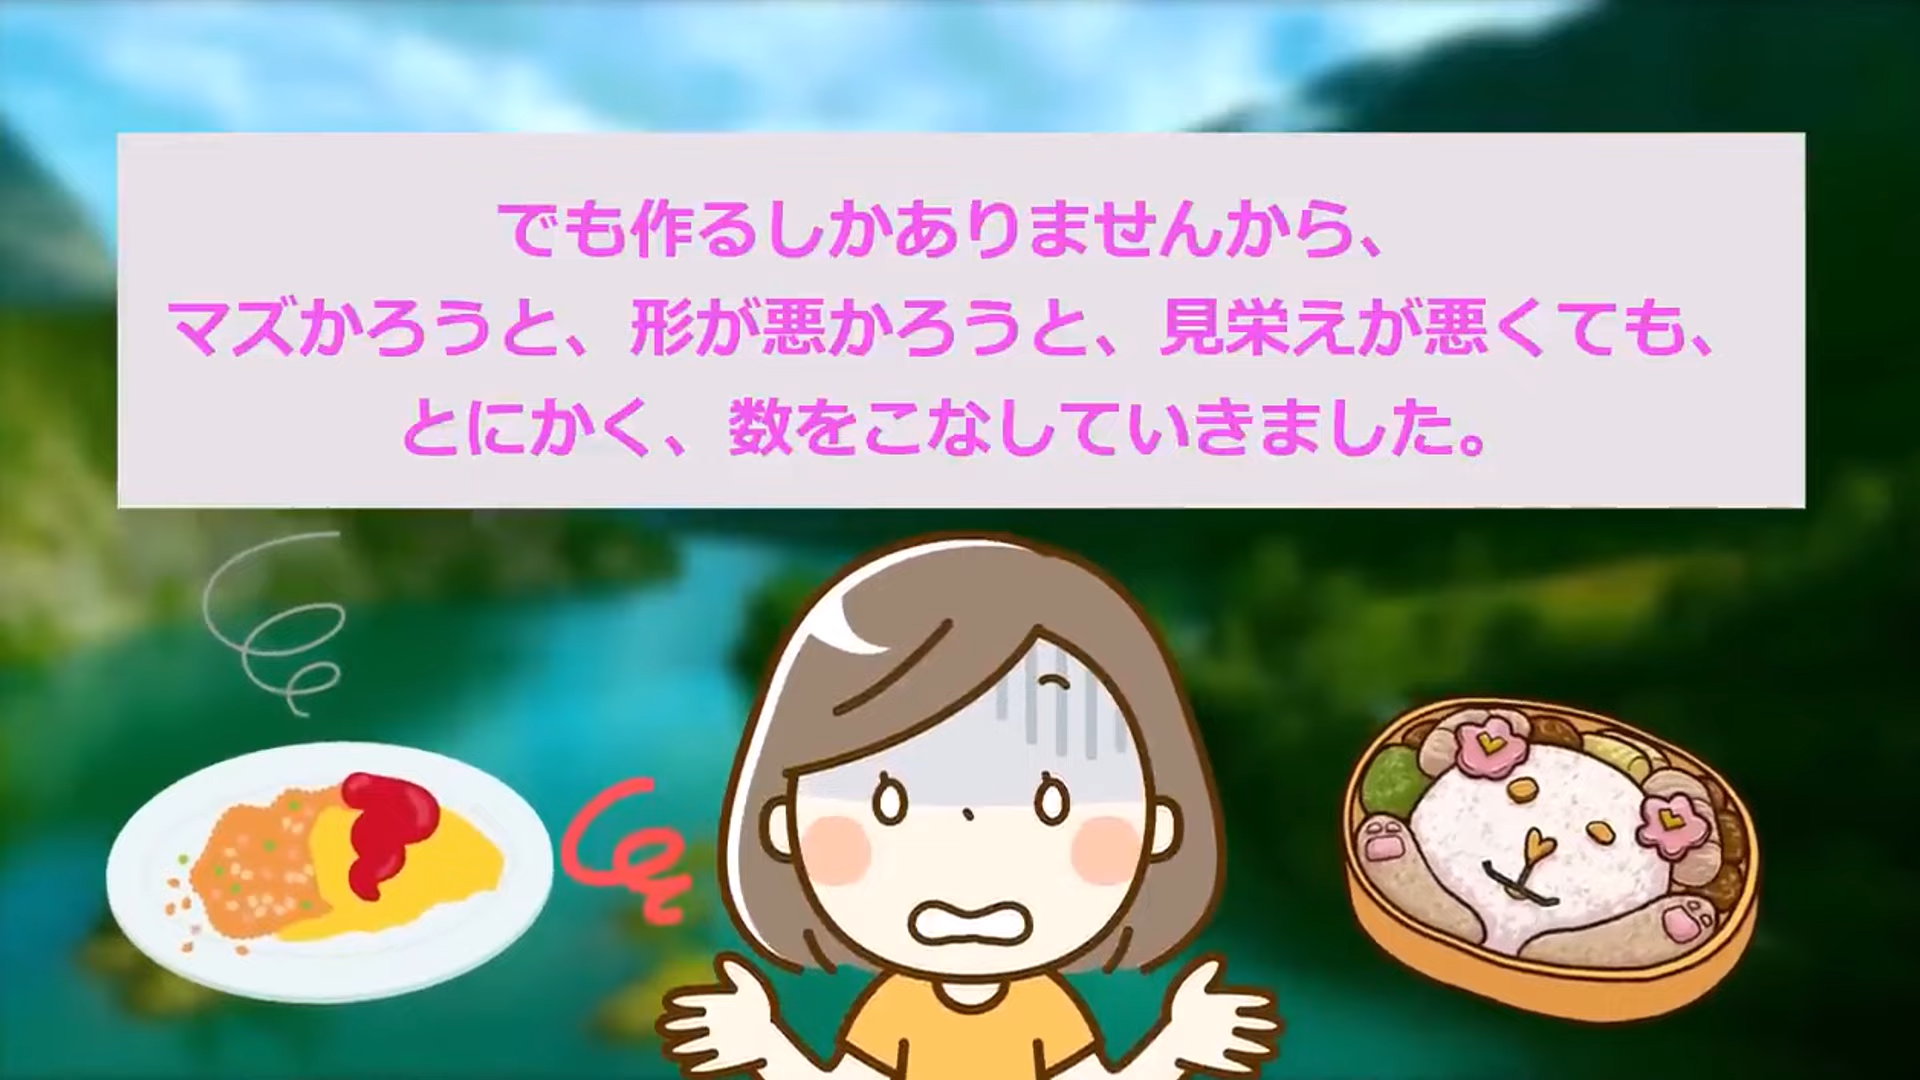 でも作るしかありませんから、
マズかろうと、形が悪かろうと、見栄えが悪くても、
とにかく、数をこなしていきました。